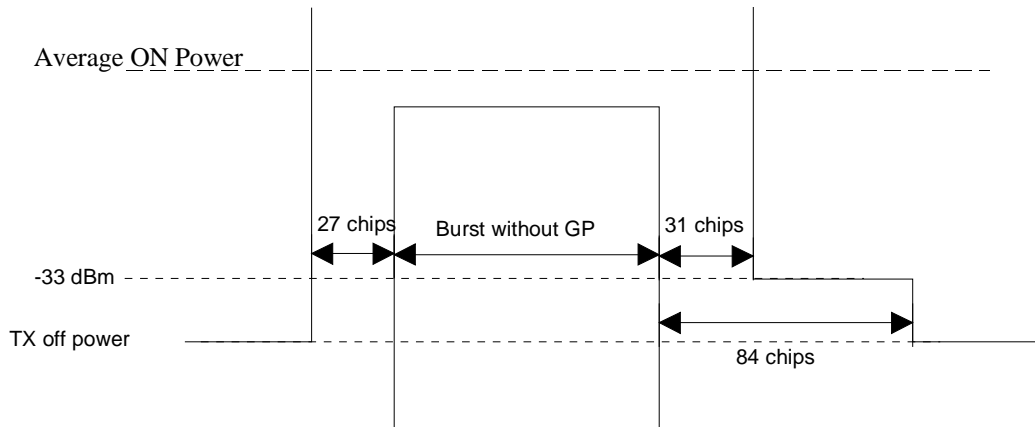 Average ON Power
27 chips
Burst without GP
31 chips
-33 dBm
TX off power
84 chips